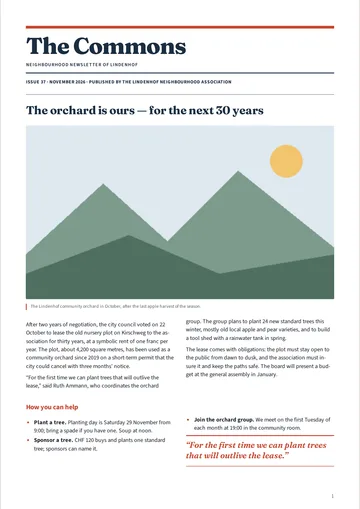 The Commons
NEIGHBOURHOOD NEWSLETTER OF LINDENHOF
ISSUE 37 · NOVEMBER 2026 · PUBLISHED BY THE LINDENHOF NEIGHBOURHOOD ASSOCIATION
The orchard is ours — for the next 30 years
The Lindenhof community orchard in October, after the last apple harvest of the season.
After two years of negotiation, the city council voted on 22
October to lease the old nursery plot on Kirschweg to the as-
sociation for thirty years, at a symbolic rent of one franc per
year. The plot, about 4,200 square metres, has been used as a
community orchard since 2019 on a short term permit that the
city could cancel with three months' notice.
"For the first time we can plant trees that will outlive the
lease," said Ruth Ammann, who coordinates the orchard
group. The group plans to plant 24 new standard trees this
winter, mostly old local apple and pear varieties, and to build
a tool shed with a rainwater tank in spring.
The lease comes with obligations: the plot must stay open to
the public from dawn to dusk, and the association must in-
sure it and keep the paths safe. The board will present a bud-
get at the general assembly in January.
How you can help
• Plant a tree. Planting day is Saturday 29 November from
9:00; bring a spade if you have one. Soup at noon.
• Sponsor a tree. CHF 120 buys and plants one standard
tree; sponsors can name it.
• Join the orchard group. We meet on the first Tuesday of
each month at 19:00 in the community room.
"For the first time we can plant trees
that will outlive the lease."
1